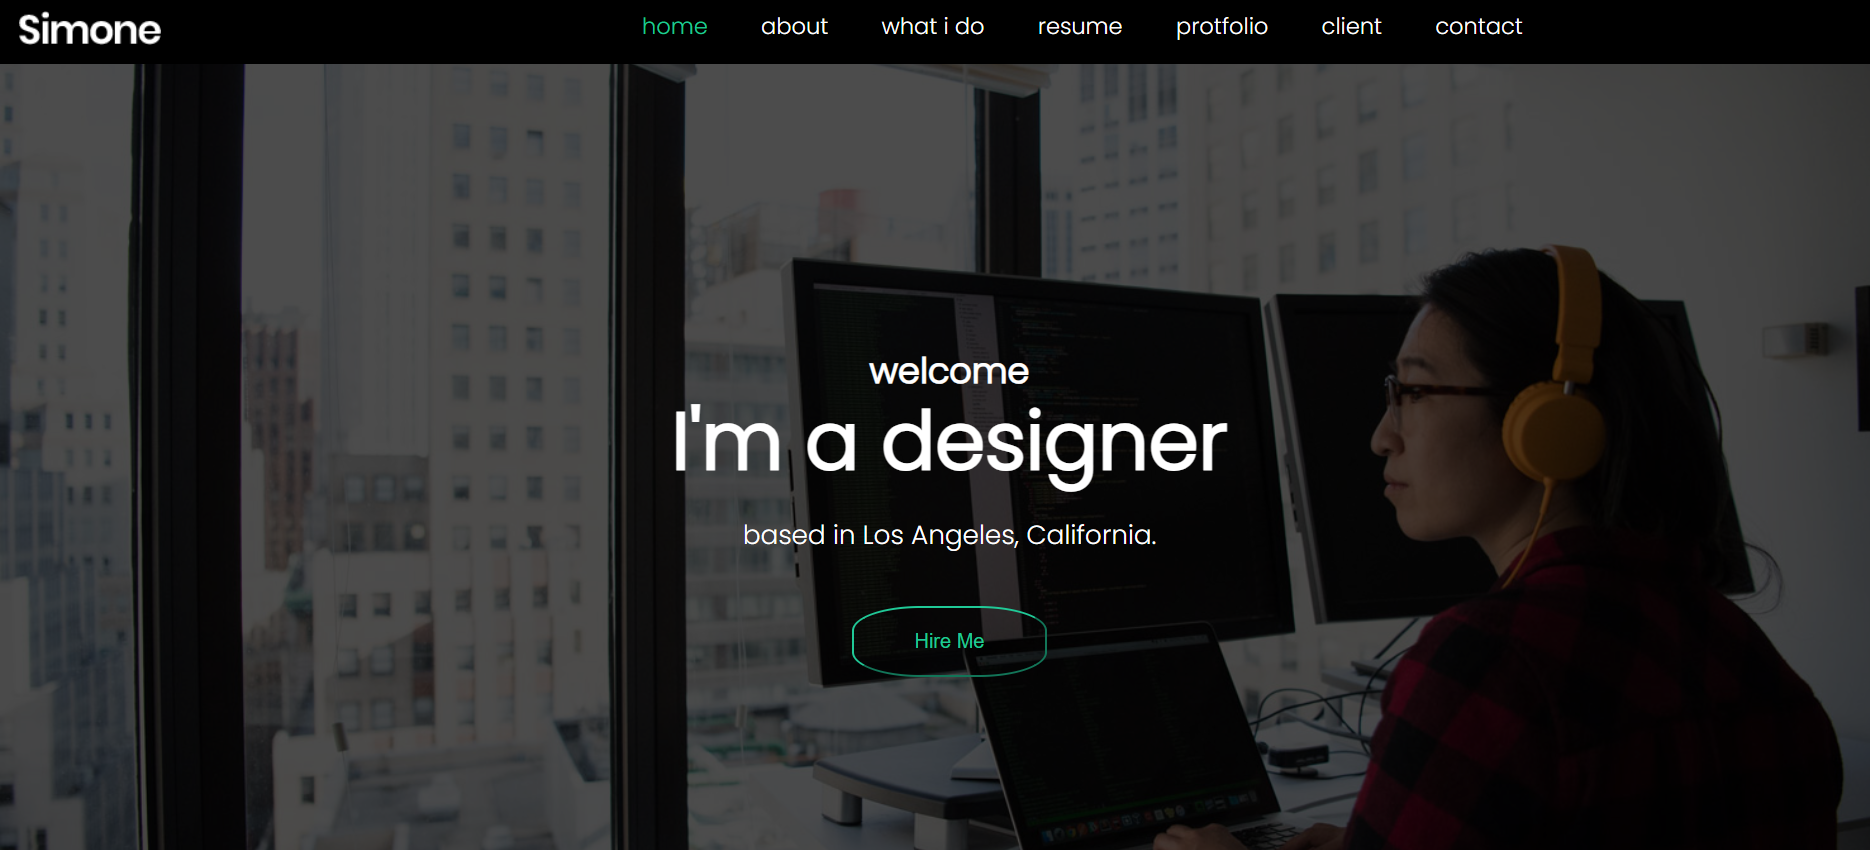 Simone
home about what i do resume protfolio client contact
welcome
I'm a designer
based in Los Angeles, California.
Hire Me